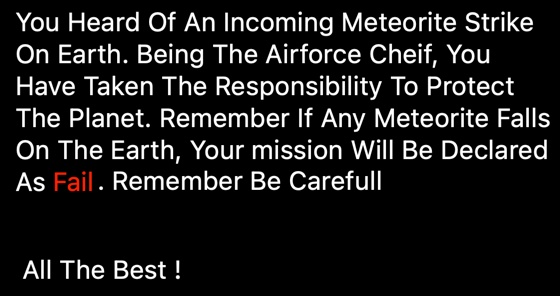 You Heard Of An Incoming Meteorite Strike
On Earth. Being The Airforce Cheif, You
Have Taken The Responsibility To Protect
The Planet. Remember If Any Meteorite Falls
On The Earth, Your mission Will Be Declared
As Fail . Remember Be Carefull
All The Best !